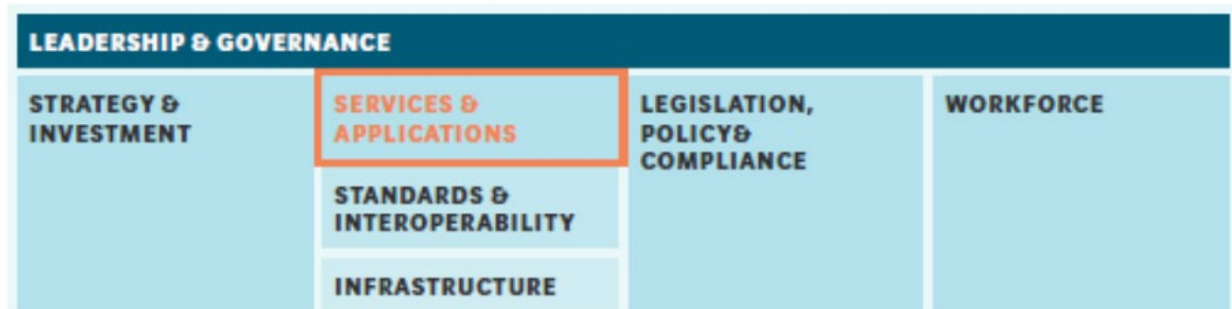 LEADERSHIP & GOVERNANCE
STRATEGY &
INVESTMENT
SERVICES &
APPLICATIONS
STANDARDS &
INTEROPERABILITY
INFRASTRUCTURE
LEGISLATION,
POLICY&
COMPLIANCE
WORKFORCE